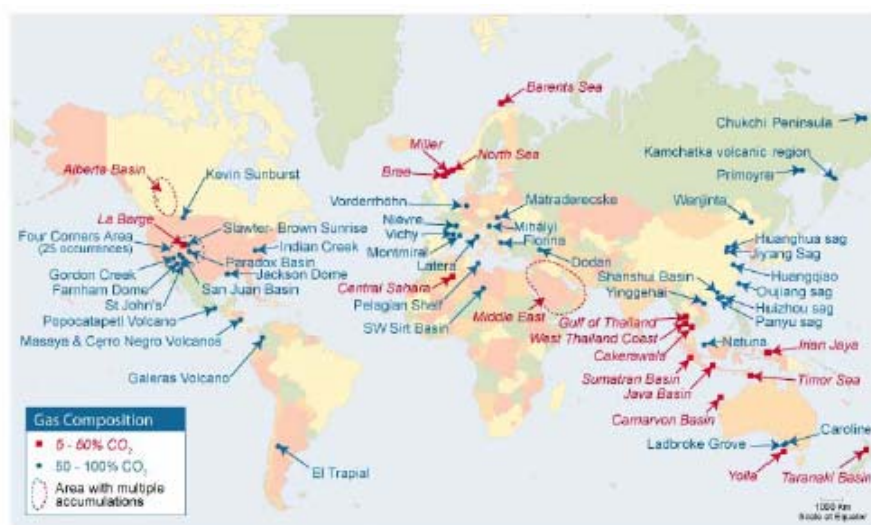 Barents Sea
Chukchi Peninsula
Miller
North Sea
Kamchatka volcanic region
Alberta Basin
Kevin Sunburst
Brae
Primoyrei
Vorderrhöhn
Matraderecske
Wanjinta
La Barge
Slawter- Brown Sunrise
Nièvre
Mihályi
Huanghua sag
Four Corners Area
(25 occurrences)
Indian Creek
Vichy
Florina
Jiyang Sag
Paradox Basin
Montmiral
Dodan
Gordon Creek
Jackson Dome
Latera
Shanshui Basin
Huangqiao
Farnham Dome
San Juan Basin
Central Sahara
Yinggehai
Oujiang sag
St John's
Pelagian Shelf
Huizhou sag
Popocatapetl Volcano
SW Sirt Basin
Middle East
Gulf of Thailand
Panyu sag
Masaya & Cerro Negro Volcanos
West Thailand Coast
Cakerawala
Natuna
Irian Jaya
Galeras Volcano
Sumatran Basin
Timor Sea
Java Basin
Carnarvon Basin
Caroline
Ladbroke Grove
El Trapial
Yolla
Taranaki Basin
Gas Composition
5 - 50% CO2
50 - 100% CO2
Area with multiple
accumulations
1000 Km
Scale at Equator